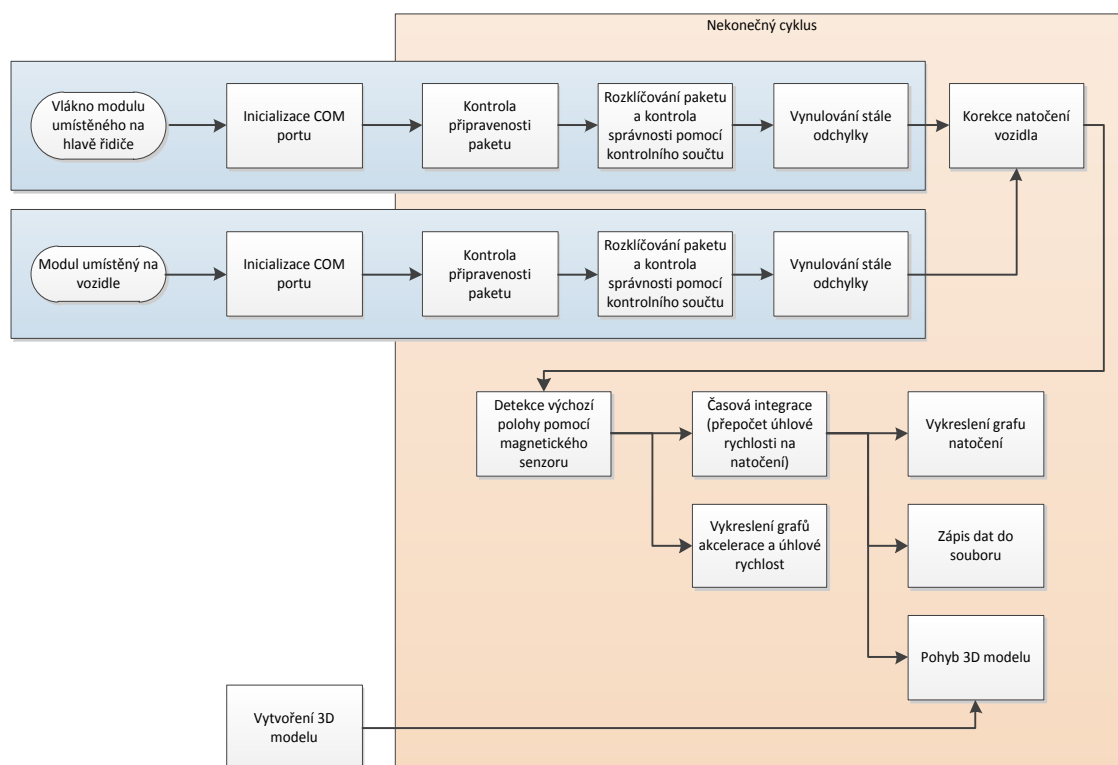 Nekonečný cyklus
Vlákno modulu
umístěného na
hlavě řidiče
Inicializace COM
portu
Kontrola
připravenosti
paketu
Rozklíčování paketu
a kontrola
správnosti pomocí
kontrolního součtu
Vynulování stále
odchylky
Korekce natočení
vozidla
Modul umístěný na
vozidle
Inicializace COM
portu
Kontrola
připravenosti
paketu
Rozklíčování paketu
a kontrola
správnosti pomocí
kontrolního součtu
Vynulování stále
odchylky
Detekce výchozí
polohy pomocí
magnetického
senzoru
Časová integrace
(přepočet úhlové
rychlosti na
natočení)
Vykreslení grafu
natočení
Vykreslení grafů
akcelerace a úhlové
rychlost
Zápis dat do
souboru
Pohyb 3D modelu
Vytvoření 3D
modelu